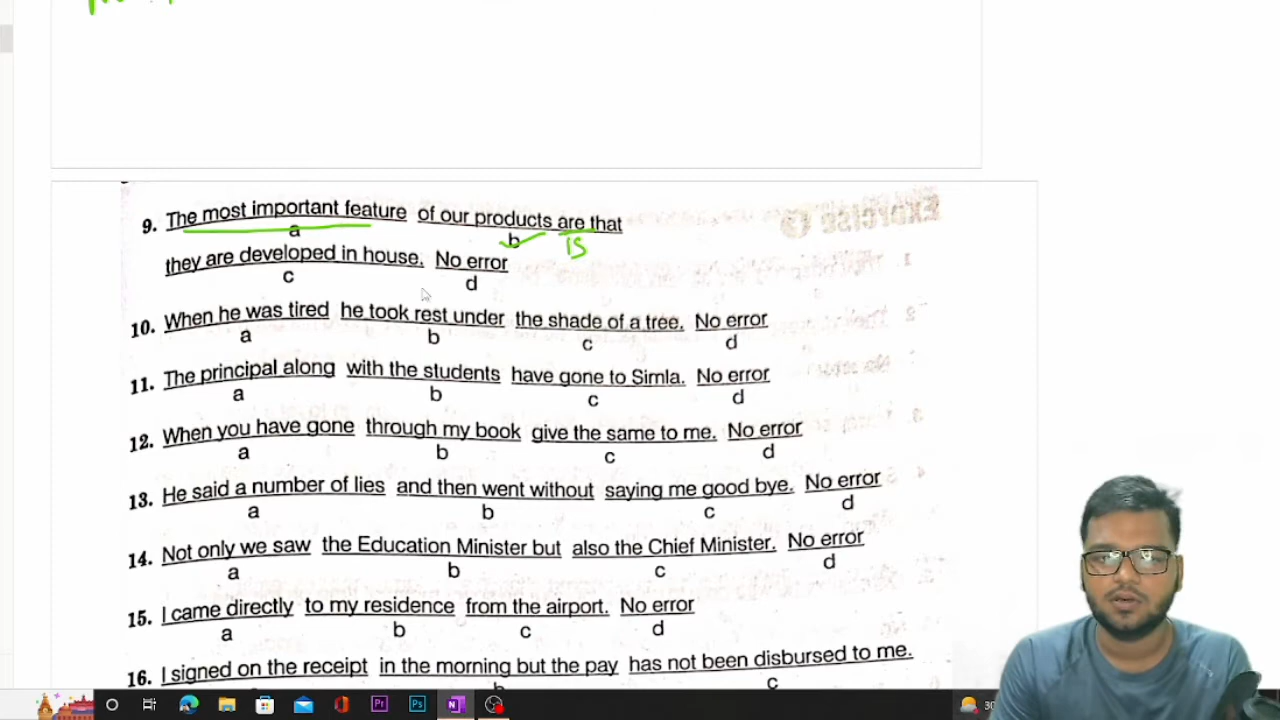 9. The most important feature of our products are that
a b IS
they are developed in house. No error
c d
10. When he was tired he took rest under the shade of a tree. No error
a b c d
11. The principal along with the students have gone to Simla. No error
a b c d
12. When you have gone through my book give the same to me. No error
a b c d
13. He said a number of lies and then went without saying me good bye. No error
a b c d
14. Not only we saw the Education Minister but also the Chief Minister. No error
a b c d
15. I came directly to my residence from the airport. No error
a b c d
16. I signed on the receipt in the morning but the pay has not been disbursed to me.
b c
Pr Ps N 30